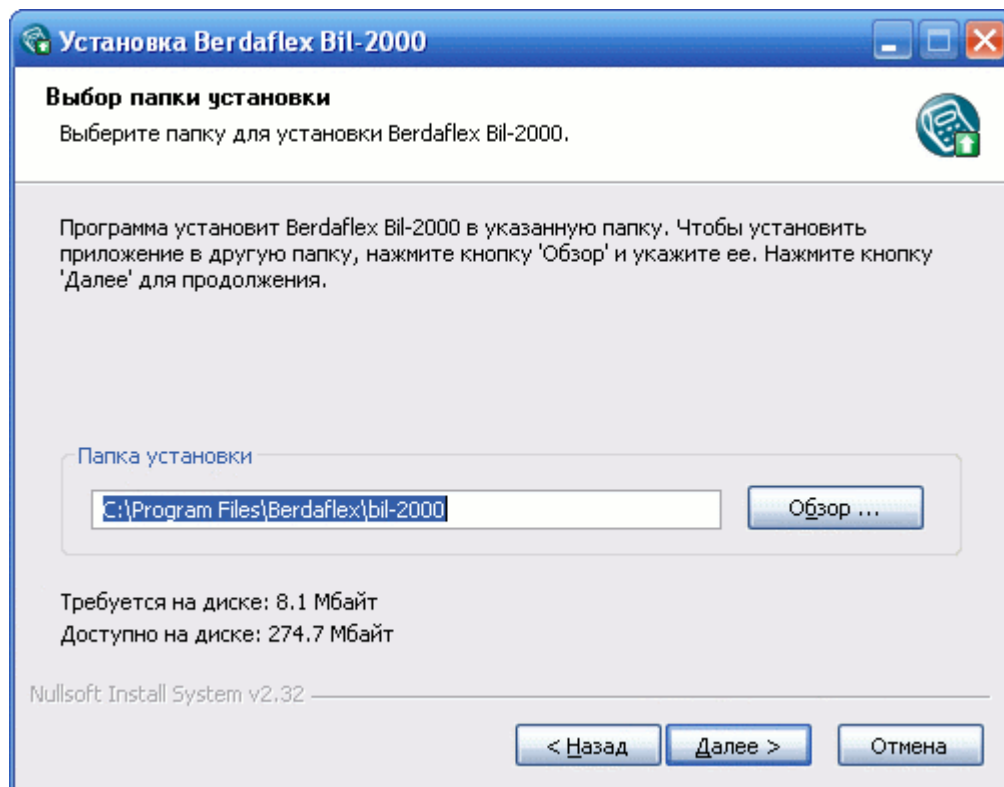 Установка Berdaflex Bil-2000
Выбор папки установки
Выберите папку для установки Berdaflex Bil-2000.
Программа установит Berdaflex Bil-2000 в указанную папку. Чтобы установить
приложение в другую папку, нажмите кнопку 'Обзор' и укажите ее. Нажмите кнопку
'Далее' для продолжения.
Папка установки
C:\Program Files\Berdaflex\bil-2000
Обзор ...
Требуется на диске: 8.1 Мбайт
Доступно на диске: 274.7 Мбайт
Nullsoft Install System v2.32
< Назад Далее > Отмена